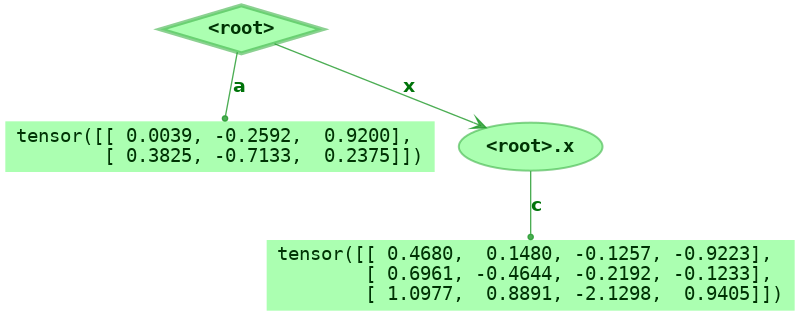 <root>
a
x
tensor([[ 0.0039, -0.2592,  0.9200],
        [ 0.3825, -0.7133,  0.2375]])
<root>.x
c
tensor([[ 0.4680,  0.1480, -0.1257, -0.9223],
        [ 0.6961, -0.4644, -0.2192, -0.1233],
        [ 1.0977,  0.8891, -2.1298,  0.9405]])